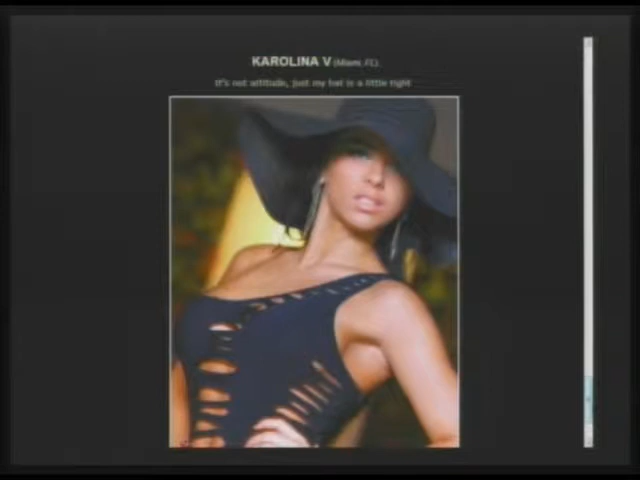 KAROLINA V (Miami, FL).
It's not attitude, just my hat is a little tight